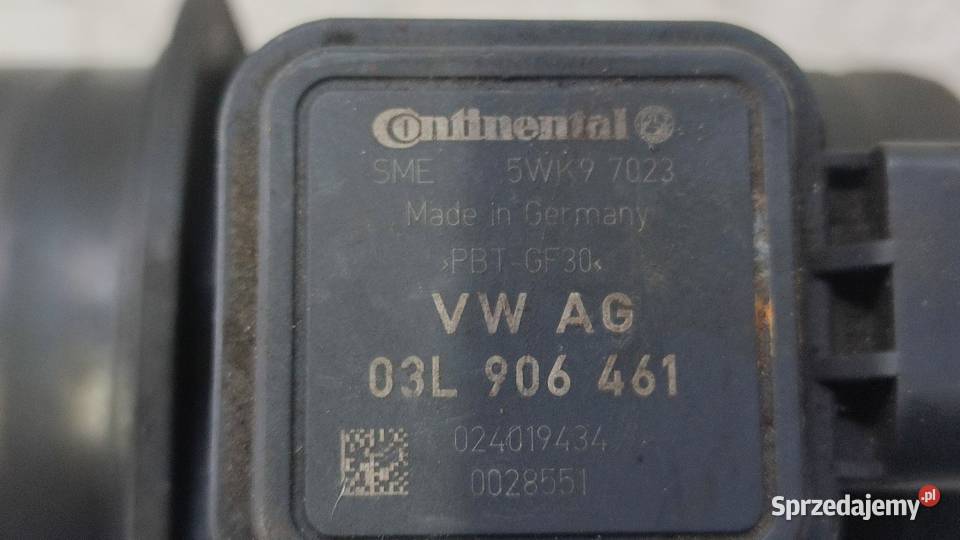 Continental
SME 5WK9 7023
Made in Germany
>PBT-GF30<
VW AG
03L 906 461
024019434
0028551
Sprzedajemy.pl